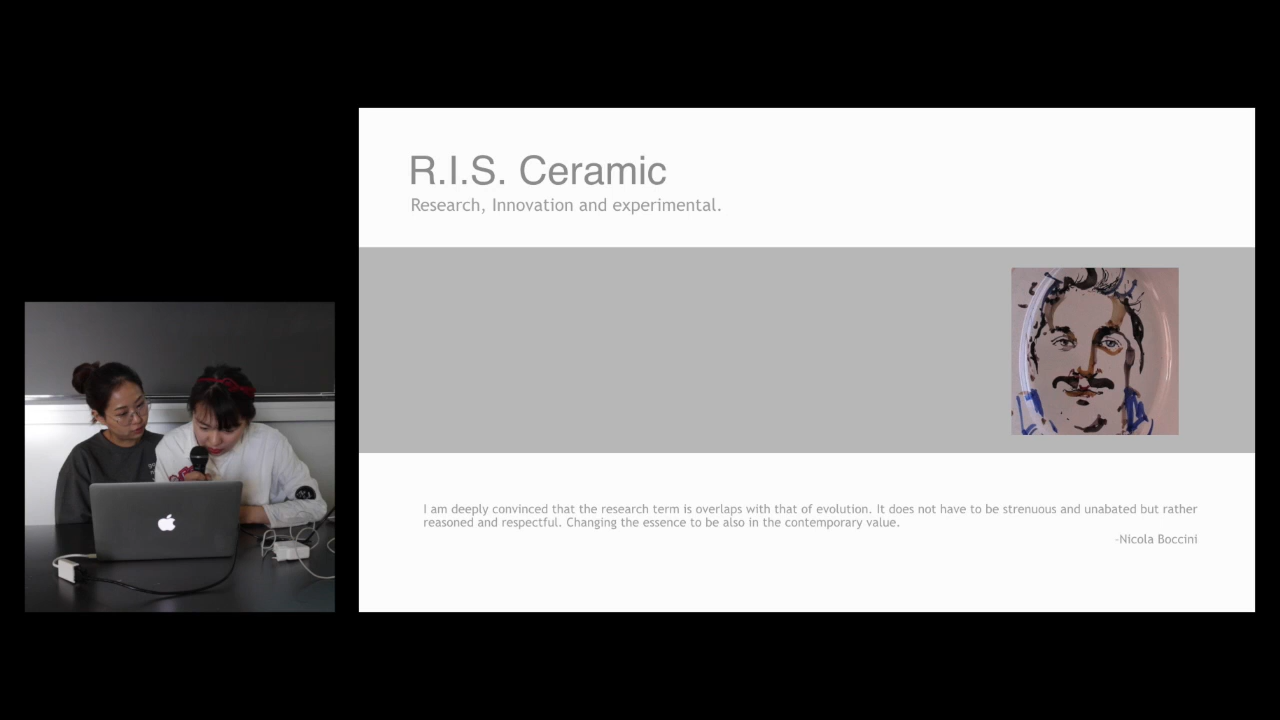 R.I.S. Ceramic
Research, Innovation and experimental.
I am deeply convinced that the research term is overlaps with that of evolution. It does not have to be strenuous and unabated but rather
reasoned and respectful. Changing the essence to be also in the contemporary value.
-Nicola Boccini